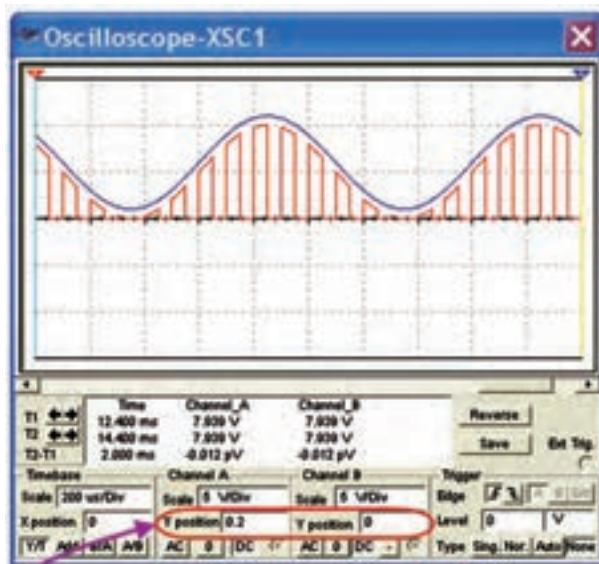 Oscilloscope-XSC1
Time Channel_A Channel_B
T1 12.400 ms 7.939 V 7.939 V
T2 14.400 ms 7.939 V 7.939 V
T2-T1 2.000 ms -0.012 pV -0.012 pV
Reverse
Save
Ext Trig.
Timebase Channel A Channel B Trigger
Scale 200 us/Div Scale 5 V/Div Scale 5 V/Div Edge A B Ext
X position 0 Y position 0.2 Y position 0 Level 0 V
Y/T Add B/A A/B AC 0 DC AC 0 DC - Type Sing. Nor. Auto None